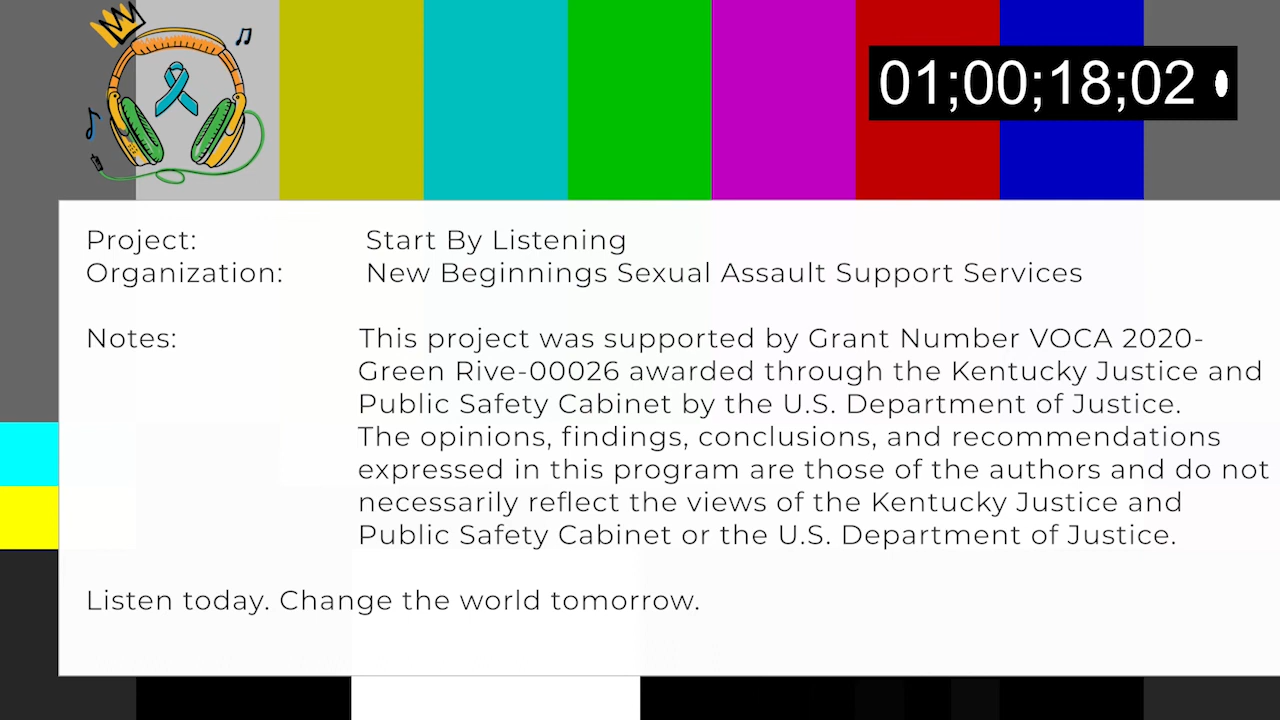 01;00;18;02
Project: Start By Listening
Organization: New Beginnings Sexual Assault Support Services
Notes: This project was supported by Grant Number VOCA 2020-
Green Rive-00026 awarded through the Kentucky Justice and
Public Safety Cabinet by the U.S. Department of Justice.
The opinions, findings, conclusions, and recommendations
expressed in this program are those of the authors and do not
necessarily reflect the views of the Kentucky Justice and
Public Safety Cabinet or the U.S. Department of Justice.
Listen today. Change the world tomorrow.